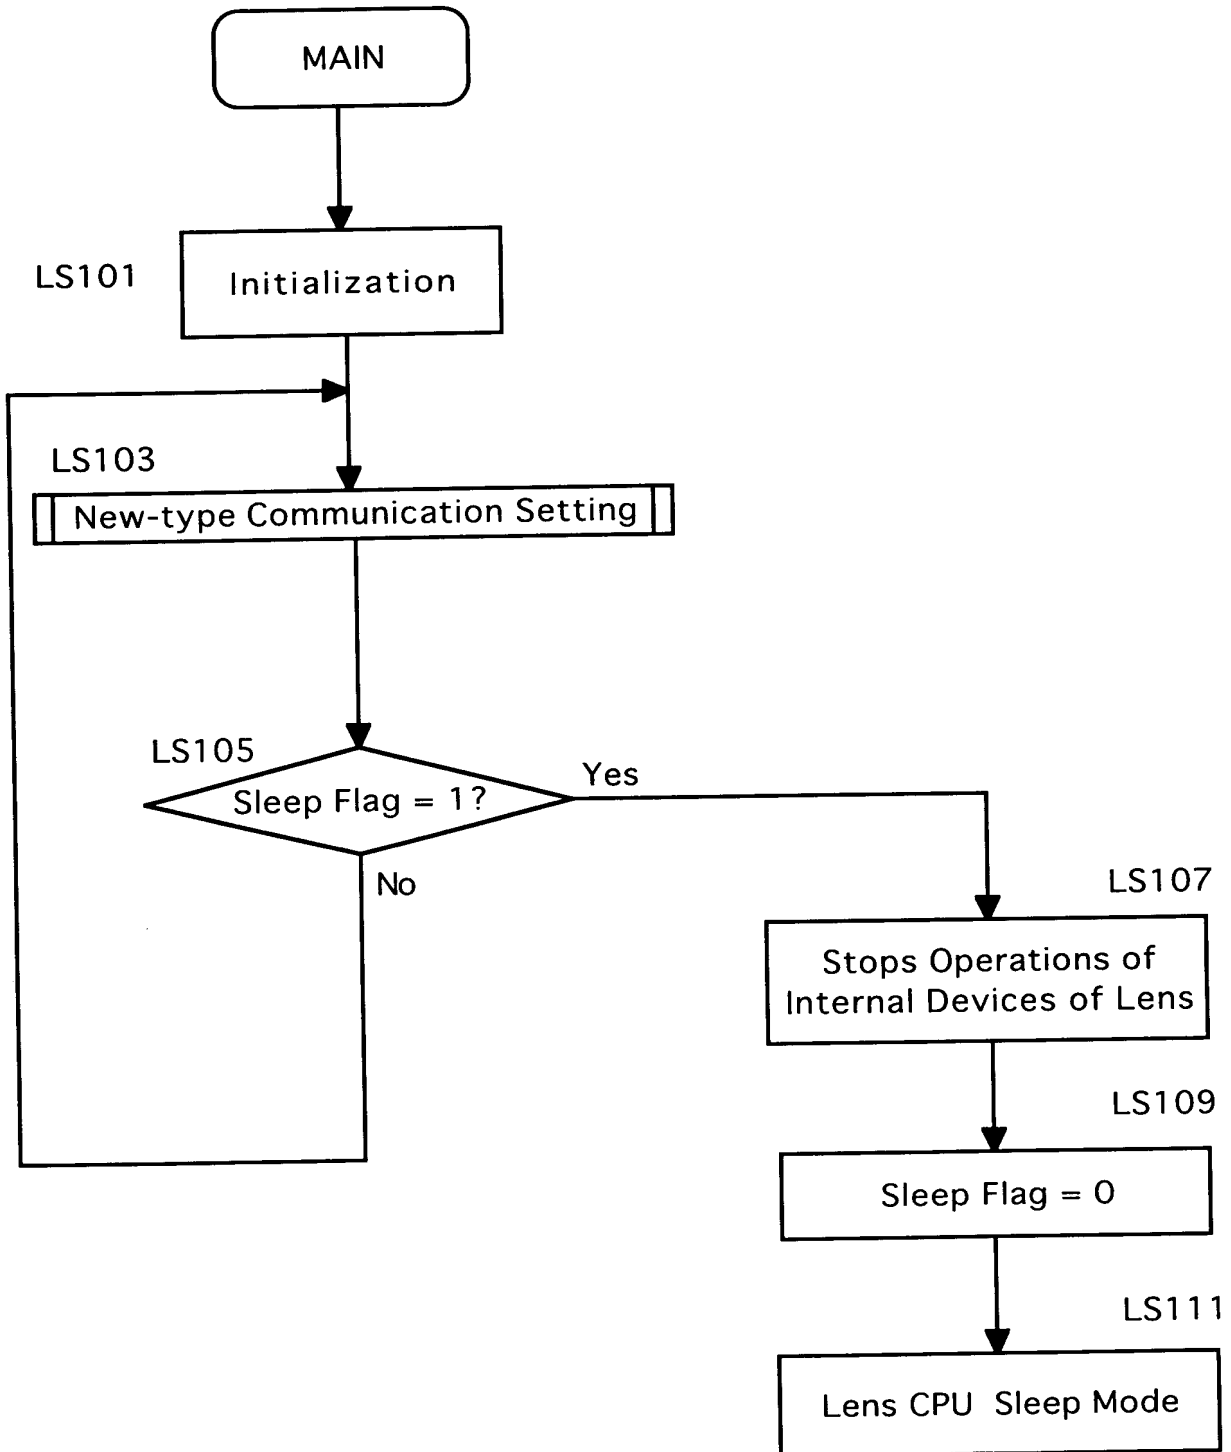 MAIN
LS101
Initialization
LS103
New-type Communication Setting
LS105
Sleep Flag = 1?
Yes
No
LS107
Stops Operations of
Internal Devices of Lens
LS109
Sleep Flag = 0
LS111
Lens CPU Sleep Mode